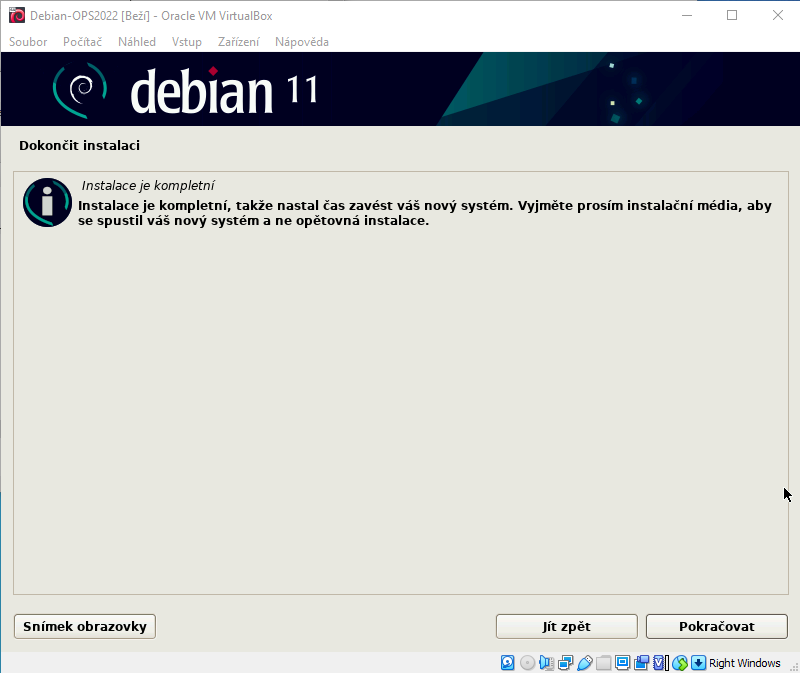 Debian-OPS2022 [Beží] - Oracle VM VirtualBox
Soubor Počítač Náhled Vstup Zařízení Nápověda
debian 11
Dokončit instalaci
Instalace je kompletní
Instalace je kompletní, takže nastal čas zavést váš nový systém. Vyjměte prosím instalační média, aby
se spustil váš nový systém a ne opětovná instalace.
Snímek obrazovky Jít zpět Pokračovat
Right Windows